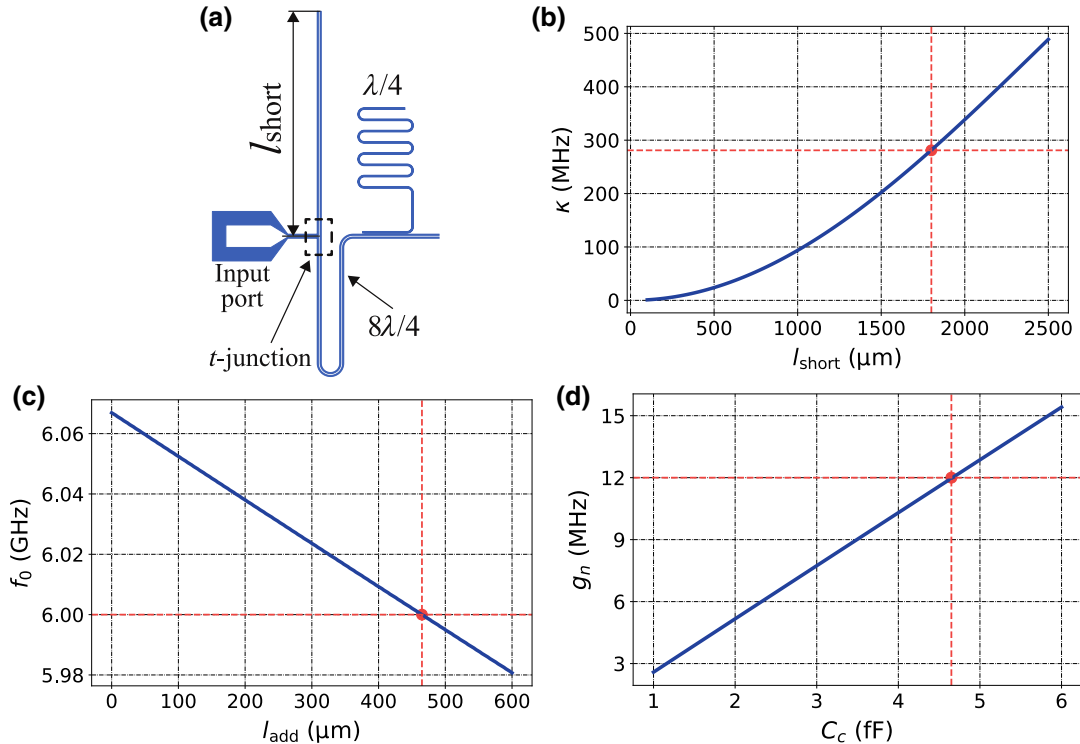 (a)
l_short
λ/4
Input
port
8λ/4
t-junction
(b)
500
400
300
200
100
0
κ (MHz)
0 500 1000 1500 2000 2500
l_short (μm)
(c)
6.06
6.04
6.02
6.00
5.98
f_0 (GHz)
0 100 200 300 400 500 600
l_add (μm)
(d)
15
12
9
6
3
g_n (MHz)
1 2 3 4 5 6
C_c (fF)